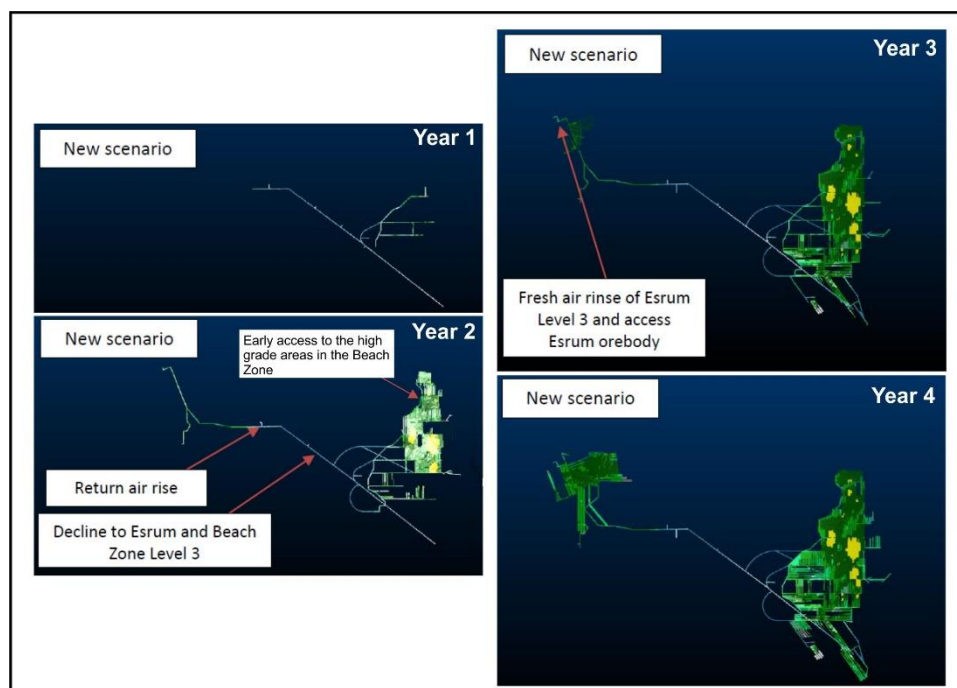 New scenario
Year 1
New scenario
Year 2
Early access to the high
grade areas in the Beach
Zone
Return air rise
Decline to Esrum and Beach
Zone Level 3
New scenario
Year 3
Fresh air rinse of Esrum
Level 3 and access
Esrum orebody
New scenario
Year 4